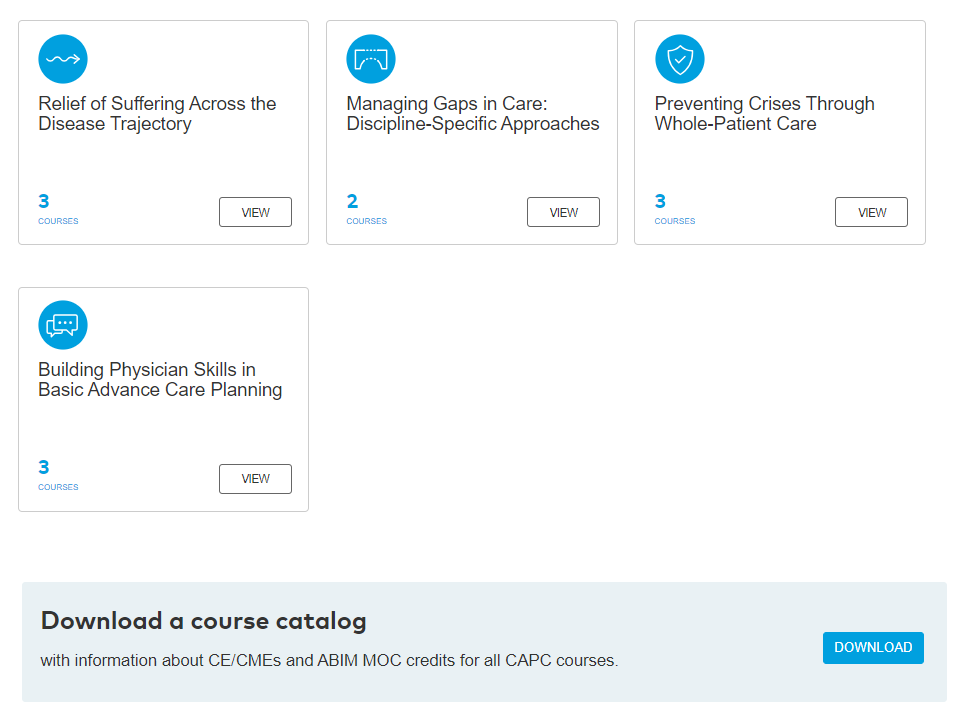 Relief of Suffering Across the
Disease Trajectory
3
COURSES
VIEW
Managing Gaps in Care:
Discipline-Specific Approaches
2
COURSES
VIEW
Preventing Crises Through
Whole-Patient Care
3
COURSES
VIEW
Building Physician Skills in
Basic Advance Care Planning
3
COURSES
VIEW
Download a course catalog
with information about CE/CMEs and ABIM MOC credits for all CAPC courses.
DOWNLOAD